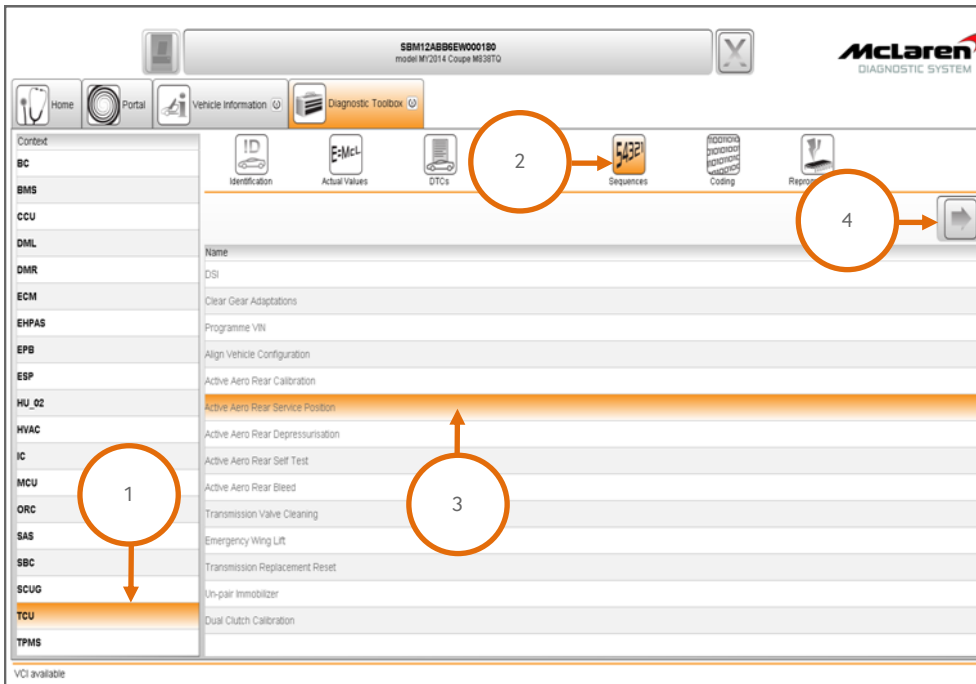 SBM12ABB6EW000180
model MY2014 Coupe M838TQ
McLaren
DIAGNOSTIC SYSTEM
Home
Portal
Vehicle Information
Diagnostic Toolbox
Context
BC
BMS
CCU
DML
DMR
ECM
EHPAS
EPB
ESP
HU_02
HVAC
IC
MCU
ORC
SAS
SBC
SCUG
TCU
TPMS
ID
Identification
E=McL
Actual Values
DTCs
2
54321
Sequences
Coding
4
Name
DSI
Clear Gear Adaptations
Programme VIN
Align Vehicle Configuration
Active Aero Rear Calibration
Active Aero Rear Service Position
Active Aero Rear Depressurisation
Active Aero Rear Self Test
Active Aero Rear Bleed
Transmission Valve Cleaning
Emergency Wing Lift
Transmission Replacement Reset
Un-pair Immobilizer
Dual Clutch Calibration
1
3
VCI available